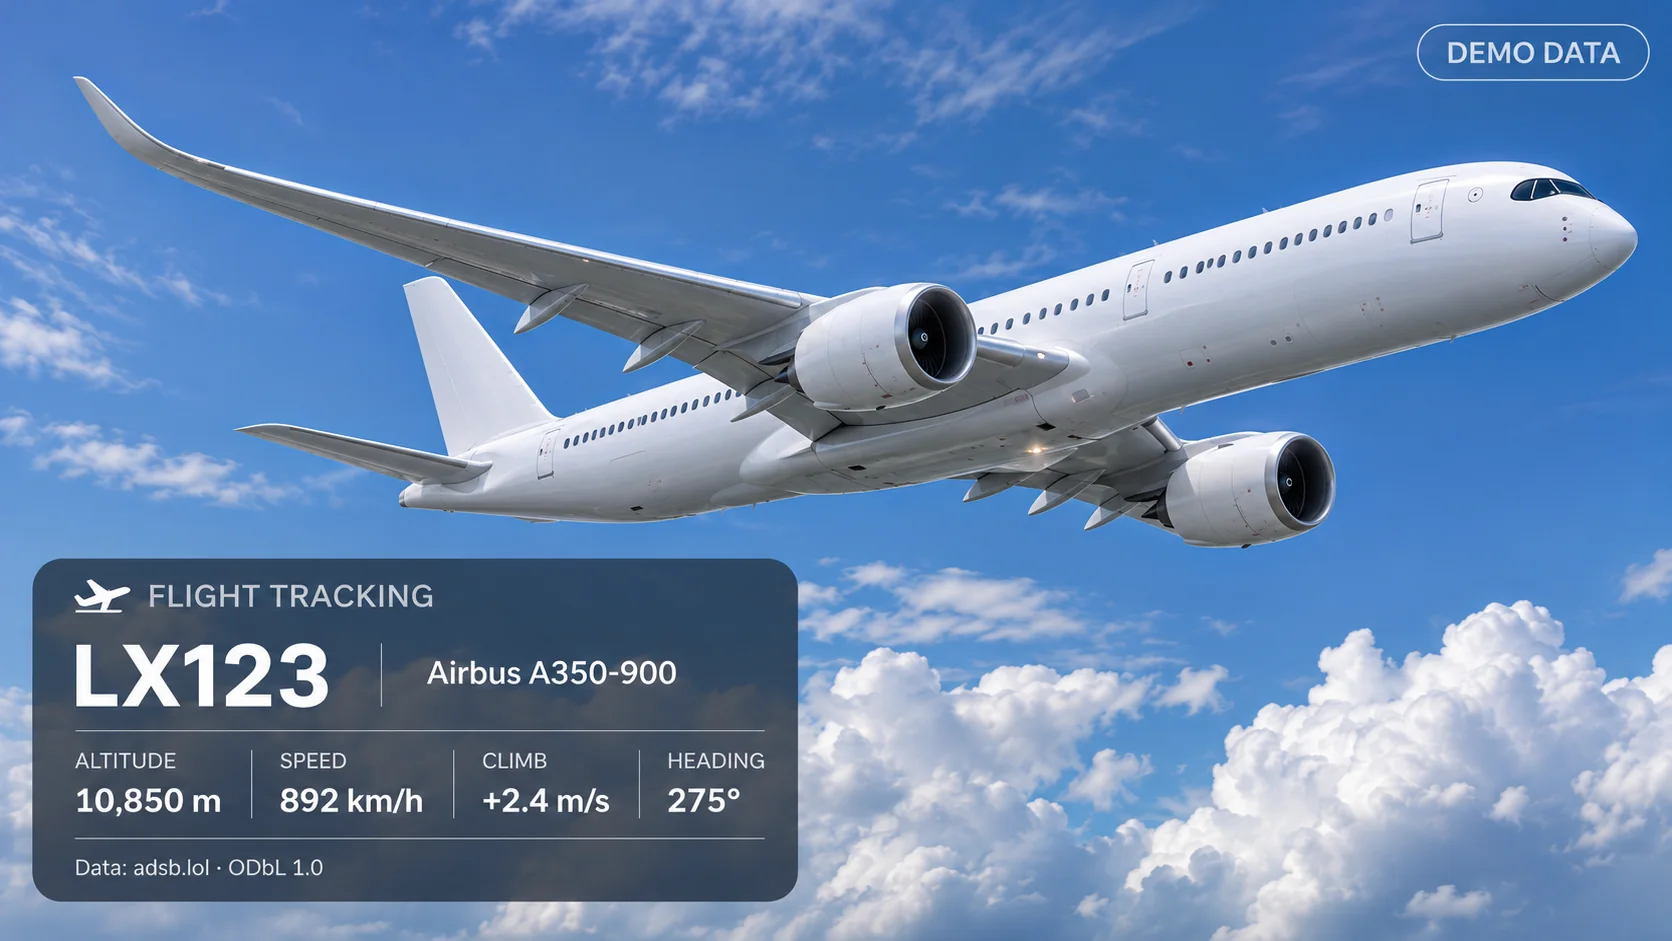 DEMO DATA
FLIGHT TRACKING
LX123
Airbus A350-900
ALTITUDE
10,850 m
SPEED
892 km/h
CLIMB
+2.4 m/s
HEADING
275°
Data: adsb.lol · ODbL 1.0